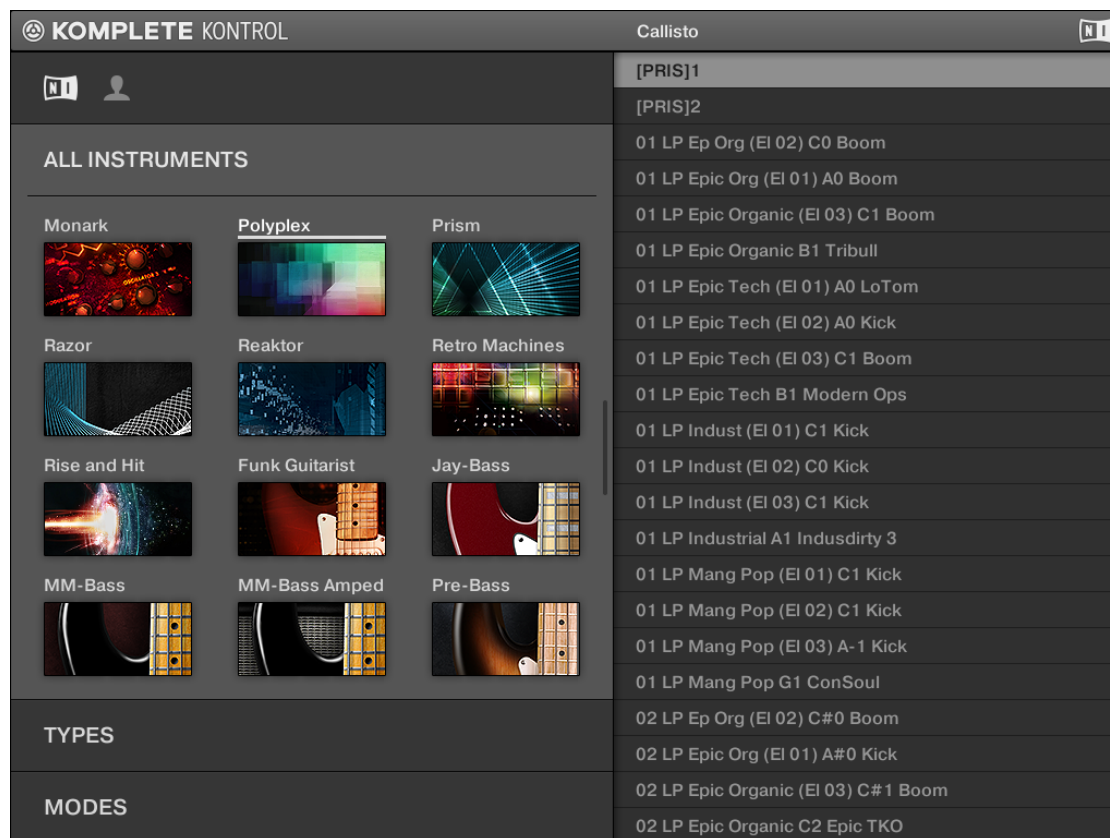 KOMPLETE KONTROL
Callisto
NI
NI
ALL INSTRUMENTS
Monark
Polyplex
Prism
Razor
Reaktor
Retro Machines
Rise and Hit
Funk Guitarist
Jay-Bass
MM-Bass
MM-Bass Amped
Pre-Bass
TYPES
MODES
[PRIS]1
[PRIS]2
01 LP Ep Org (El 02) C0 Boom
01 LP Epic Org (El 01) A0 Boom
01 LP Epic Organic (El 03) C1 Boom
01 LP Epic Organic B1 Tribull
01 LP Epic Tech (El 01) A0 LoTom
01 LP Epic Tech (El 02) A0 Kick
01 LP Epic Tech (El 03) C1 Boom
01 LP Epic Tech B1 Modern Ops
01 LP Indust (El 01) C1 Kick
01 LP Indust (El 02) C0 Kick
01 LP Indust (El 03) C1 Kick
01 LP Industrial A1 Indusdirty 3
01 LP Mang Pop (El 01) C1 Kick
01 LP Mang Pop (El 02) C1 Kick
01 LP Mang Pop (El 03) A-1 Kick
01 LP Mang Pop G1 ConSoul
02 LP Ep Org (El 02) C#0 Boom
02 LP Epic Org (El 01) A#0 Kick
02 LP Epic Organic (El 03) C#1 Boom
02 LP Epic Organic C2 Epic TKO